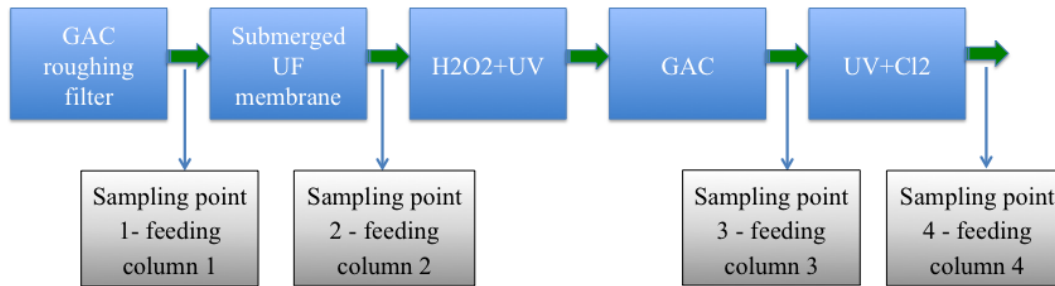 GAC
roughing
filter
Submerged
UF
membrane
H2O2+UV
GAC
UV+Cl2
Sampling point
1- feeding
column 1
Sampling point
2 - feeding
column 2
Sampling point
3 - feeding
column 3
Sampling point
4 - feeding
column 4